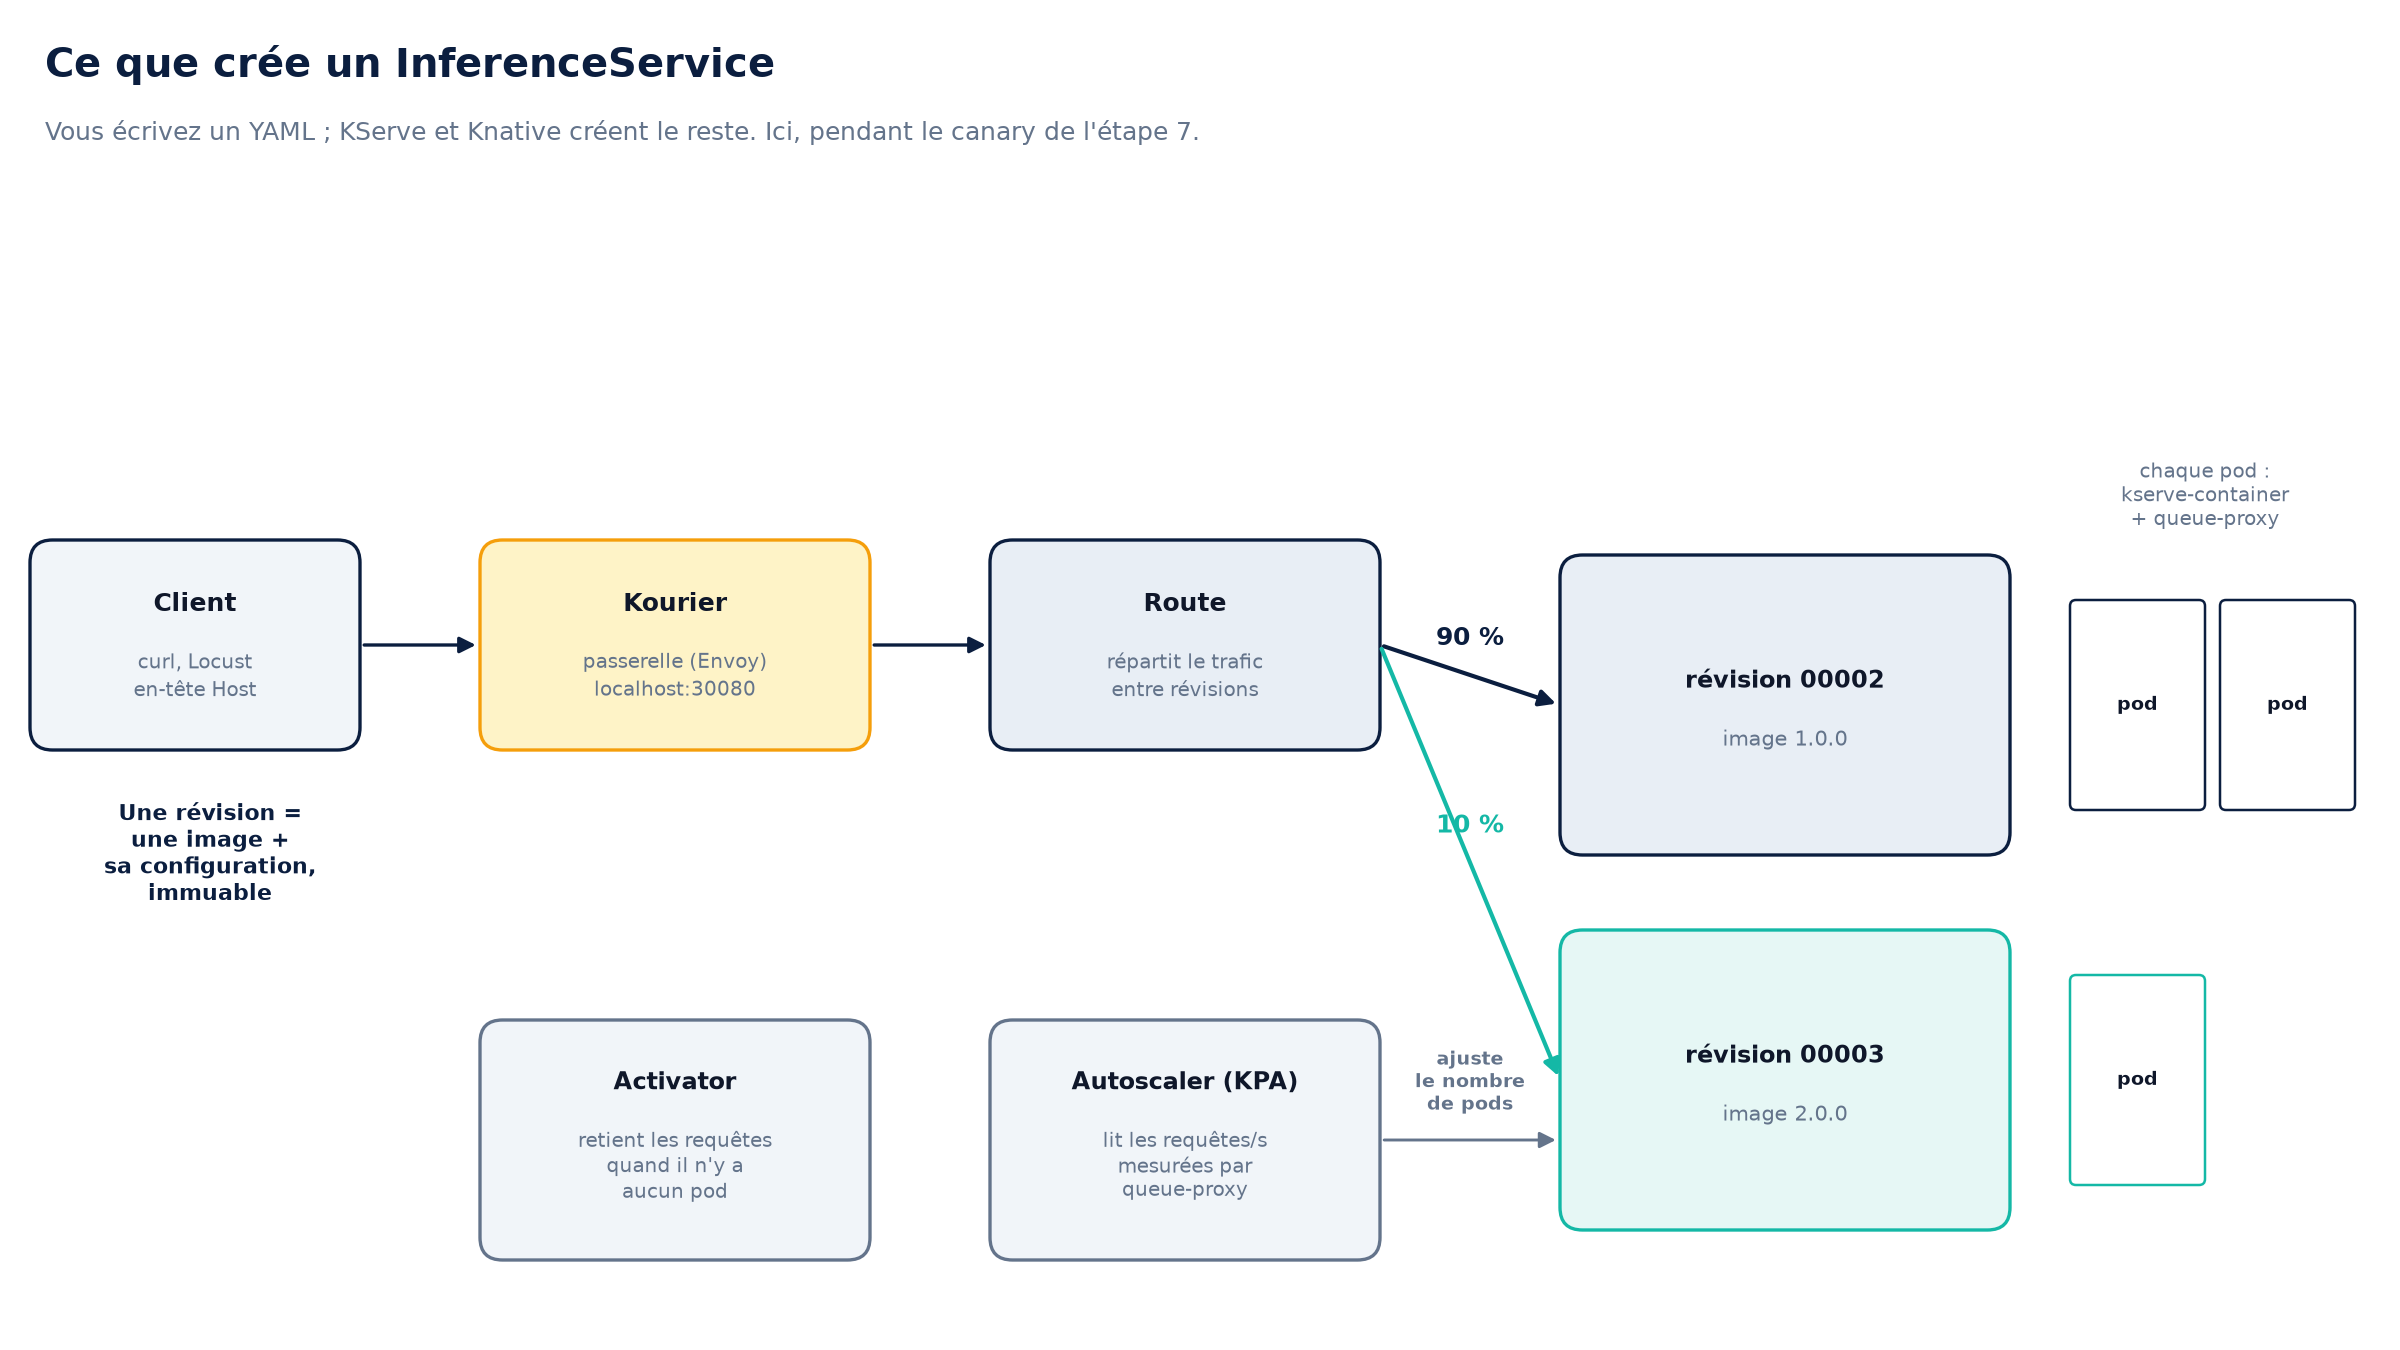 Ce que crée un InferenceService
Vous écrivez un YAML ; KServe et Knative créent le reste. Ici, pendant le canary de l'étape 7.
chaque pod :
kserve-container
+ queue-proxy
Client
curl, Locust
en-tête Host
Kourier
passerelle (Envoy)
localhost:30080
Route
répartit le trafic
entre révisions
90 %
révision 00002
image 1.0.0
pod
pod
Une révision =
une image +
sa configuration,
immuable
10 %
Activator
retient les requêtes
quand il n'y a
aucun pod
Autoscaler (KPA)
lit les requêtes/s
mesurées par
queue-proxy
ajuste
le nombre
de pods
révision 00003
image 2.0.0
pod